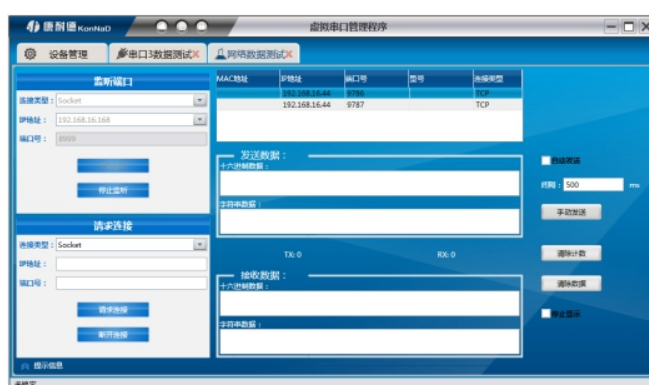 康耐德 KonNaD
虚拟串口管理程序
设备管理
串口3数据测试
网络数据测试
监听端口
连接类型： Socket
IP地址： 192.168.16.168
端口号： 8999
停止监听
请求连接
连接类型： Socket
IP地址：
端口号：
请求连接
断开连接
MAC地址 IP地址 端口号 型号 连接类型
192.168.16.44 9786 TCP
192.168.16.44 9787 TCP
发送数据：
十六进制数据：
字符串数据：
TX: 0 RX: 0
接收数据：
十六进制数据：
字符串数据：
自动发送
500 ms
手动发送
清除计数
清除数据
停止显示
提示信息